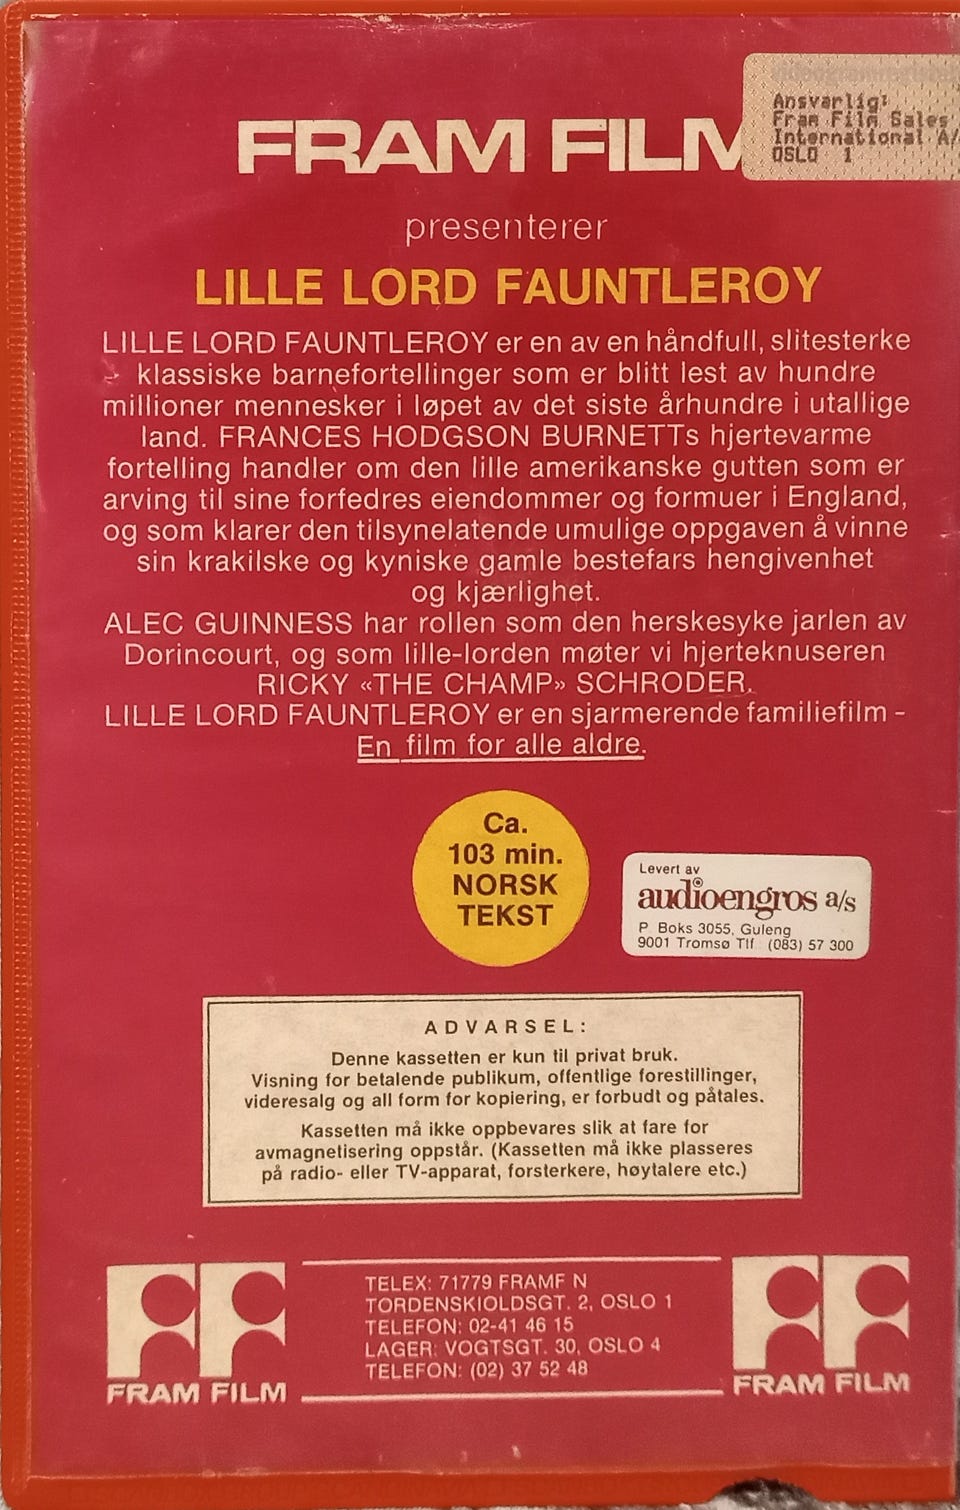 Ansvarlig:
Fram Film Sales
International A/
OSLO 1
FRAM FILM
presenterer
LILLE LORD FAUNTLEROY
LILLE LORD FAUNTLEROY er en av en håndfull, slitesterke
klassiske barnefortellinger som er blitt lest av hundre
millioner mennesker i løpet av det siste århundre i utallige
land. FRANCES HODGSON BURNETTs hjertevarme
fortelling handler om den lille amerikanske gutten som er
arving til sine forfedres eiendommer og formuer i England,
og som klarer den tilsynelatende umulige oppgaven å vinne
sin krakilske og kyniske gamle bestefars hengivenhet
og kjærlighet.
ALEC GUINNESS har rollen som den herskesyke jarlen av
Dorincourt, og som lille-lorden møter vi hjerteknuseren
RICKY «THE CHAMP» SCHRODER.
LILLE LORD FAUNTLEROY er en sjarmerende familiefilm -
En film for alle aldre.
Ca.
103 min.
NORSK
TEKST
Levert av
audioengros a/s
P. Boks 3055, Guleng
9001 Tromsø Tlf. (083) 57 300
ADVARSEL:
Denne kassetten er kun til privat bruk.
Visning for betalende publikum, offentlige forestillinger,
videresalg og all form for kopiering, er forbudt og påtales.
Kassetten må ikke oppbevares slik at fare for
avmagnetisering oppstår. (Kassetten må ikke plasseres
på radio- eller TV-apparat, forsterkere, høytalere etc.)
FRAM FILM
TELEX: 71779 FRAMF N
TORDENSKIOLDSGT. 2, OSLO 1
TELEFON: 02-41 46 15
LAGER: VOGTSGT. 30, OSLO 4
TELEFON: (02) 37 52 48
FRAM FILM